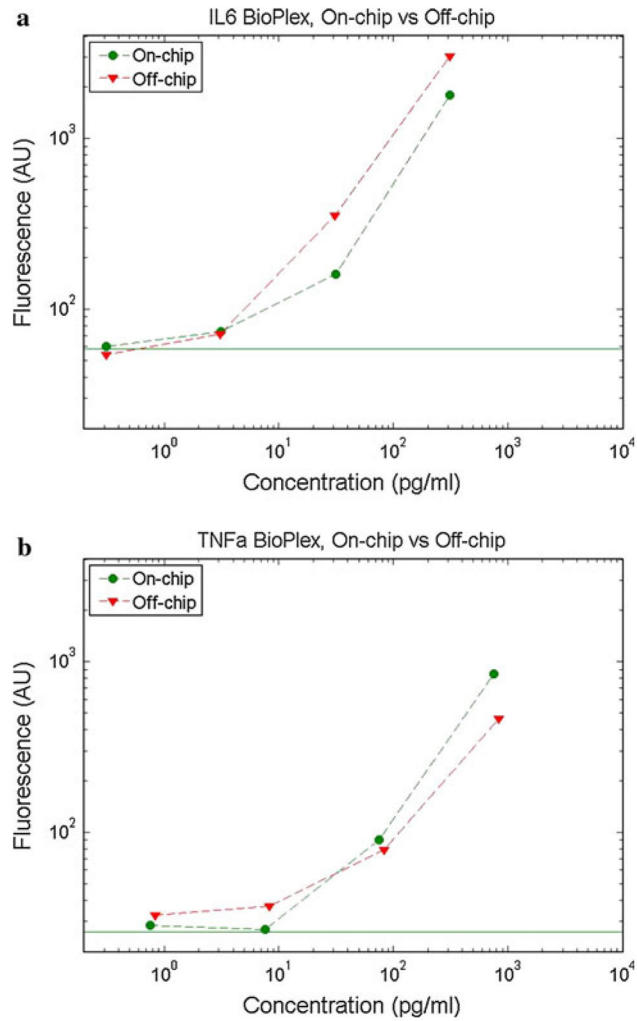 a
IL6 BioPlex, On-chip vs Off-chip
On-chip
Off-chip
Fluorescence (AU)
10³
10²
10⁰ 10¹ 10² 10³ 10⁴
Concentration (pg/ml)
b
TNFa BioPlex, On-chip vs Off-chip
On-chip
Off-chip
Fluorescence (AU)
10³
10²
10⁰ 10¹ 10² 10³ 10⁴
Concentration (pg/ml)